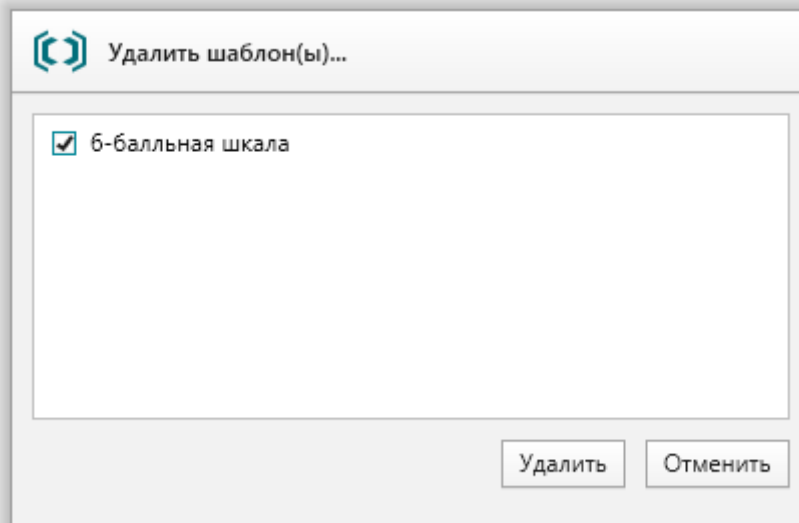 Удалить шаблон(ы)...
6-балльная шкала
Удалить
Отменить